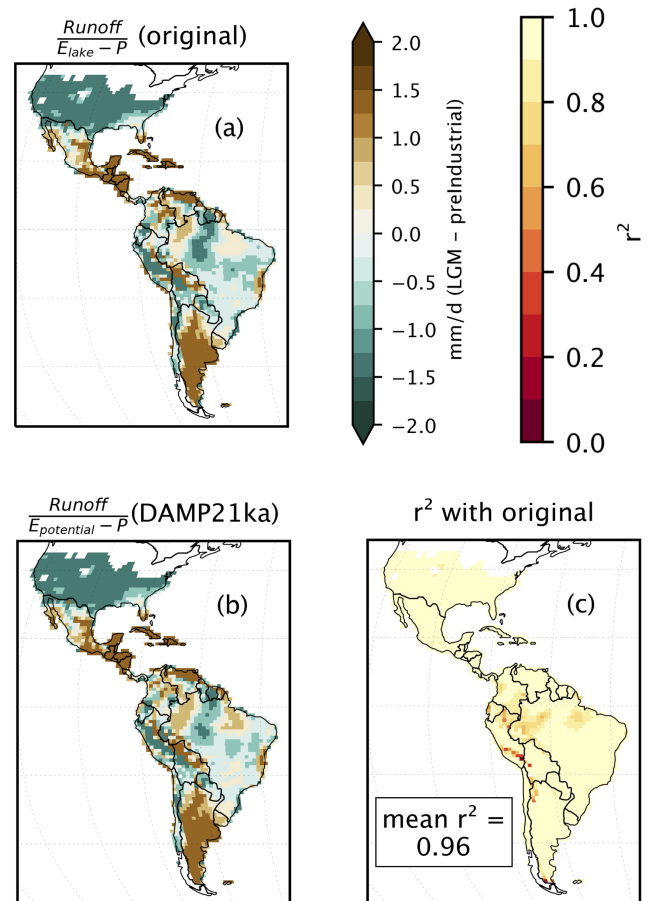 Runoff
E_lake − P (original)
(a)
2.0
1.5
1.0
0.5
0.0
−0.5
−1.0
−1.5
−2.0
mm/d (LGM − preIndustrial)
1.0
0.8
0.6
0.4
0.2
0.0
r²
Runoff
E_potential − P (DAMP21ka)
(b)
r² with original
(c)
mean r² =
0.96